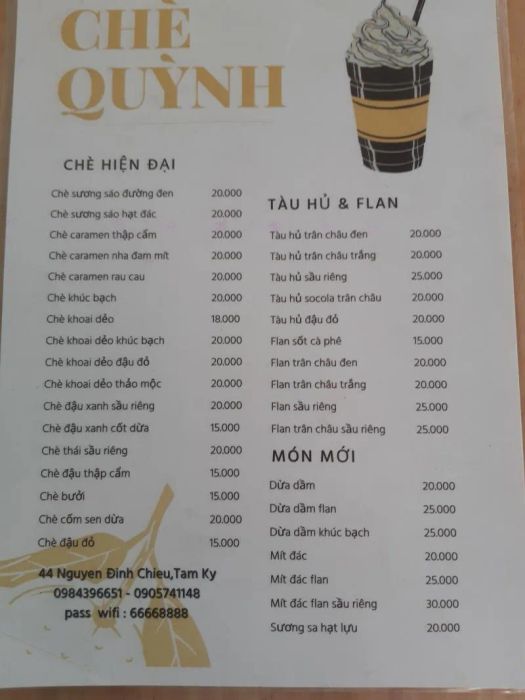 CHÈ
QUỲNH
CHÈ HIỆN ĐẠI
Chè sương sáo đường đen 20.000
Chè sương sáo hạt đác 20.000
Chè caramen thập cẩm 20.000
Chè caramen nha đam mít 20.000
Chè caramen rau cau 20.000
Chè khúc bạch 20.000
Chè khoai dẻo 18.000
Chè khoai dẻo khúc bạch 20.000
Chè khoai dẻo đậu đỏ 20.000
Chè khoai dẻo thảo mộc 20.000
Chè đậu xanh sầu riêng 20.000
Chè đậu xanh cốt dừa 15.000
Chè thái sầu riêng 20.000
Chè đậu thập cẩm 15.000
Chè bưởi 15.000
Chè cốm sen dừa 20.000
Chè đậu đỏ 15.000
44 Nguyen Đinh Chieu,Tam Ky
0984396651 - 0905741148
pass wifi : 66668888
TÀU HỦ & FLAN
Tàu hủ trân châu đen 20.000
Tàu hủ trân châu trắng 20.000
Tàu hủ sầu riêng 25.000
Tàu hủ socola trân châu 20.000
Tàu hủ đậu đỏ 20.000
Flan sốt cà phê 15.000
Flan trân châu đen 20.000
Flan trân châu trắng 20.000
Flan sầu riêng 25.000
Flan trân châu sầu riêng 25.000
MÓN MỚI
Dừa dầm 20.000
Dừa dầm flan 25.000
Dừa dầm khúc bạch 25.000
Mít đác 20.000
Mít đác flan 25.000
Mít đác flan sầu riêng 30.000
Sương sa hạt lựu 20.000